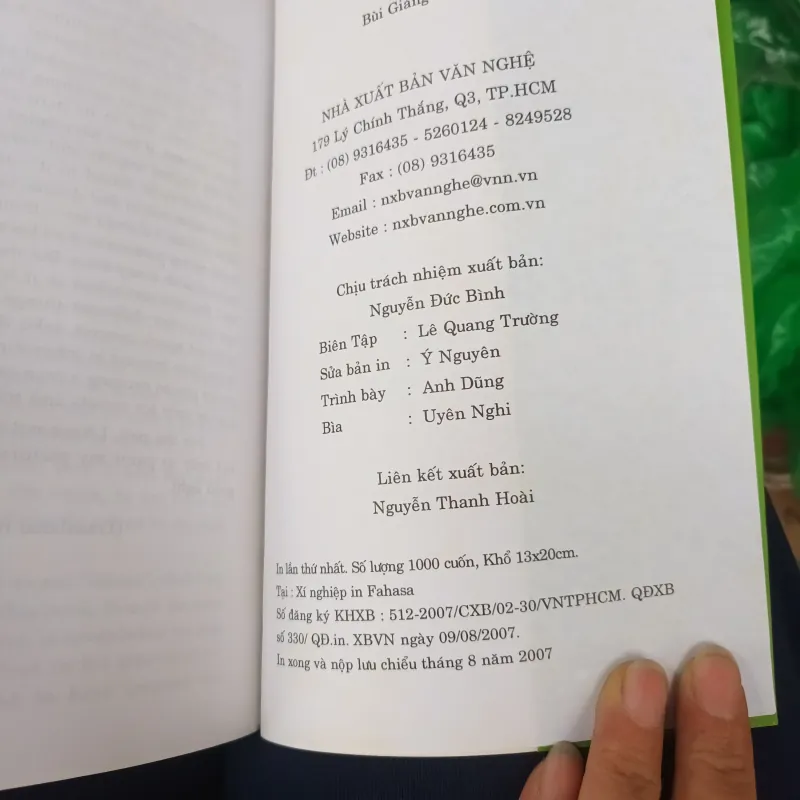 Bùi Giáng
NHÀ XUẤT BẢN VĂN NGHỆ
179 Lý Chính Thắng, Q3, TP.HCM
Đt : (08) 9316435 - 5260124 - 8249528
Fax : (08) 9316435
Email : nxbvannghe@vnn.vn
Website : nxbvannghe.com.vn
Chịu trách nhiệm xuất bản:
Nguyễn Đức Bình
Biên Tập : Lê Quang Trường
Sửa bản in : Ý Nguyên
Trình bày : Anh Dũng
Bìa : Uyên Nghi
Liên kết xuất bản:
Nguyễn Thanh Hoài
In lần thứ nhất. Số lượng 1000 cuốn, Khổ 13x20cm.
Tại : Xí nghiệp in Fahasa
Số đăng ký KHXB : 512-2007/CXB/02-30/VNTPHCM. QĐXB
số 330/ QĐ.in. XBVN ngày 09/08/2007.
In xong và nộp lưu chiểu tháng 8 năm 2007